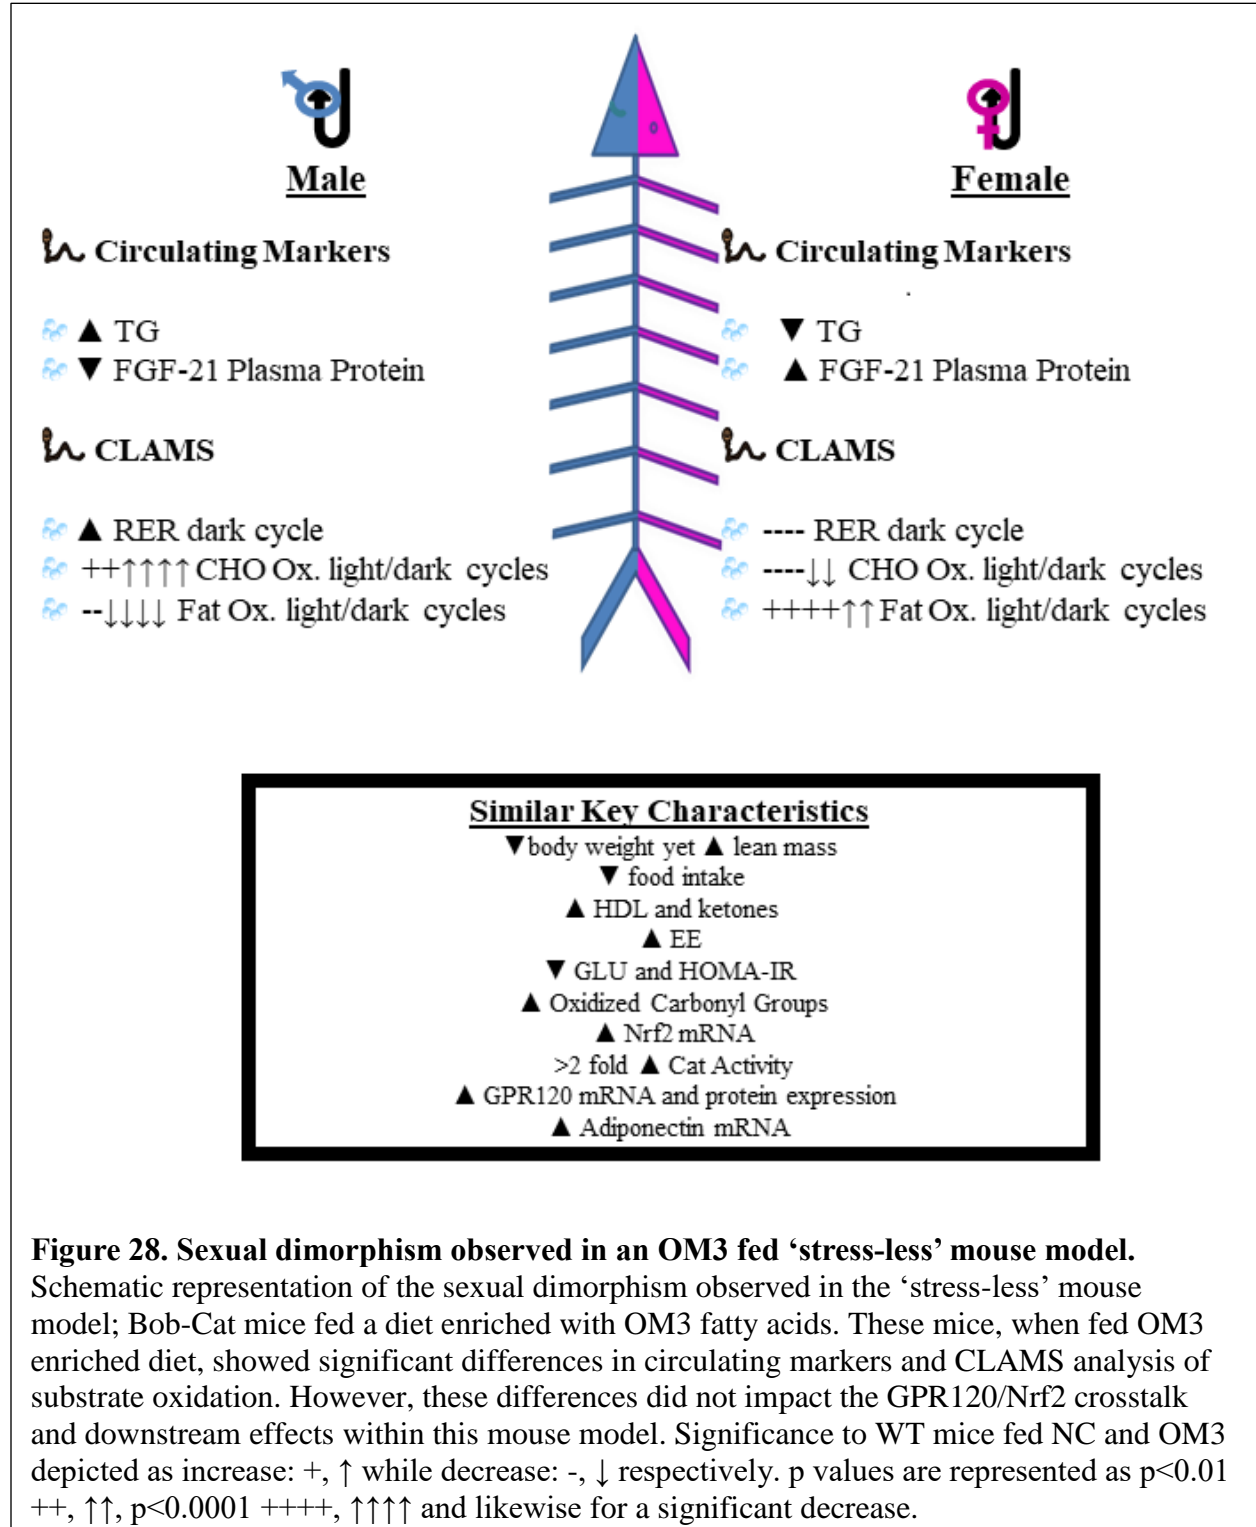 Male
Circulating Markers
▲ TG
▼ FGF-21 Plasma Protein
CLAMS
▲ RER dark cycle
++↑↑↑↑ CHO Ox. light/dark cycles
--↓↓↓↓ Fat Ox. light/dark cycles
Female
Circulating Markers
.
▼ TG
▲ FGF-21 Plasma Protein
CLAMS
---- RER dark cycle
----↓↓ CHO Ox. light/dark cycles
++++↑↑ Fat Ox. light/dark cycles
Similar Key Characteristics
▼body weight yet ▲ lean mass
▼ food intake
▲ HDL and ketones
▲ EE
▼ GLU and HOMA-IR
▲ Oxidized Carbonyl Groups
▲ Nrf2 mRNA
>2 fold ▲ Cat Activity
▲ GPR120 mRNA and protein expression
▲ Adiponectin mRNA
Figure 28. Sexual dimorphism observed in an OM3 fed ‘stress-less’ mouse model.
Schematic representation of the sexual dimorphism observed in the ‘stress-less’ mouse
model; Bob-Cat mice fed a diet enriched with OM3 fatty acids. These mice, when fed OM3
enriched diet, showed significant differences in circulating markers and CLAMS analysis of
substrate oxidation. However, these differences did not impact the GPR120/Nrf2 crosstalk
and downstream effects within this mouse model. Significance to WT mice fed NC and OM3
depicted as increase: +, ↑ while decrease: -, ↓ respectively. p values are represented as p<0.01
++, ↑↑, p<0.0001 ++++, ↑↑↑↑ and likewise for a significant decrease.